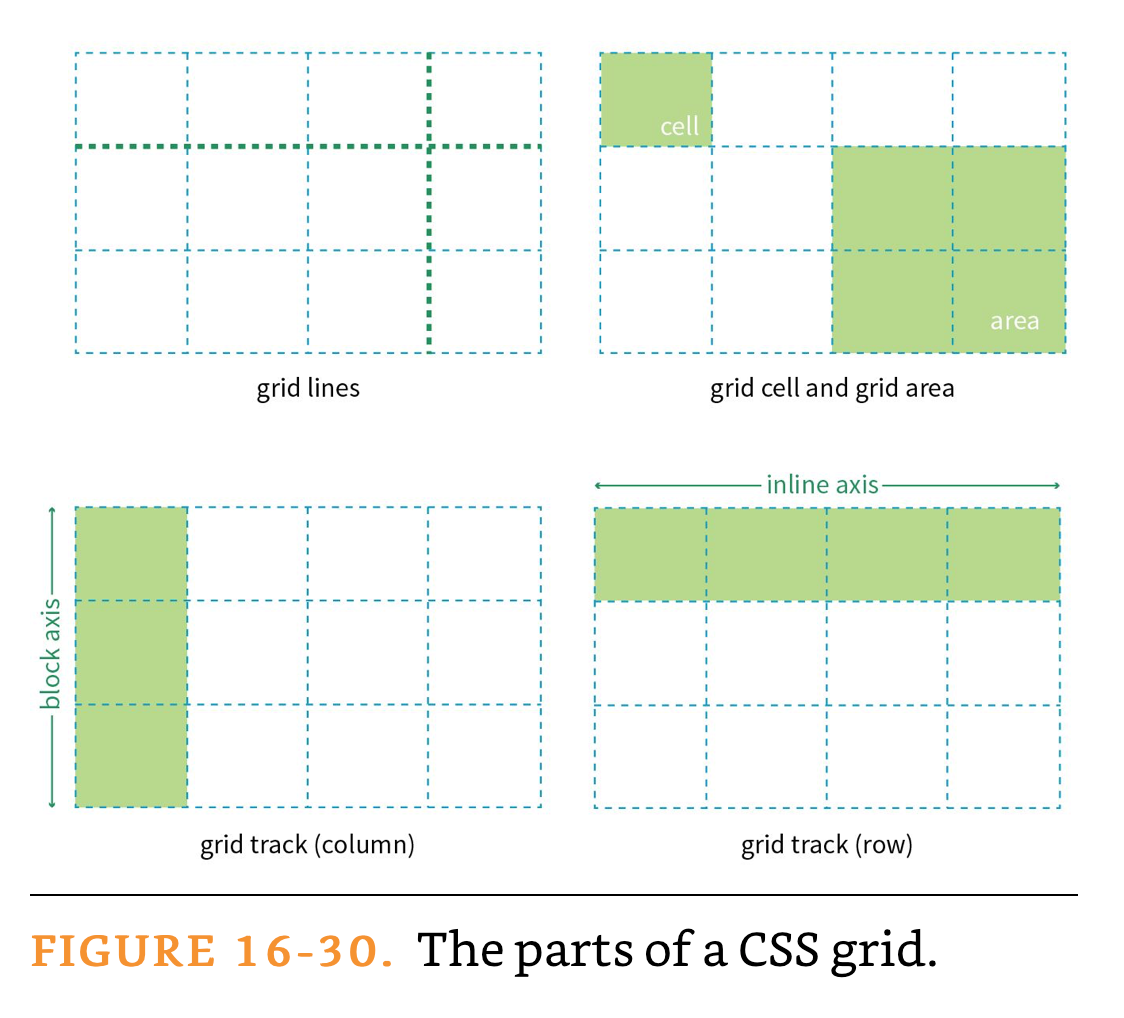 cell
area
grid lines
grid cell and grid area
inline axis
block axis
grid track (column)
grid track (row)
FIGURE 16-30. The parts of a CSS grid.